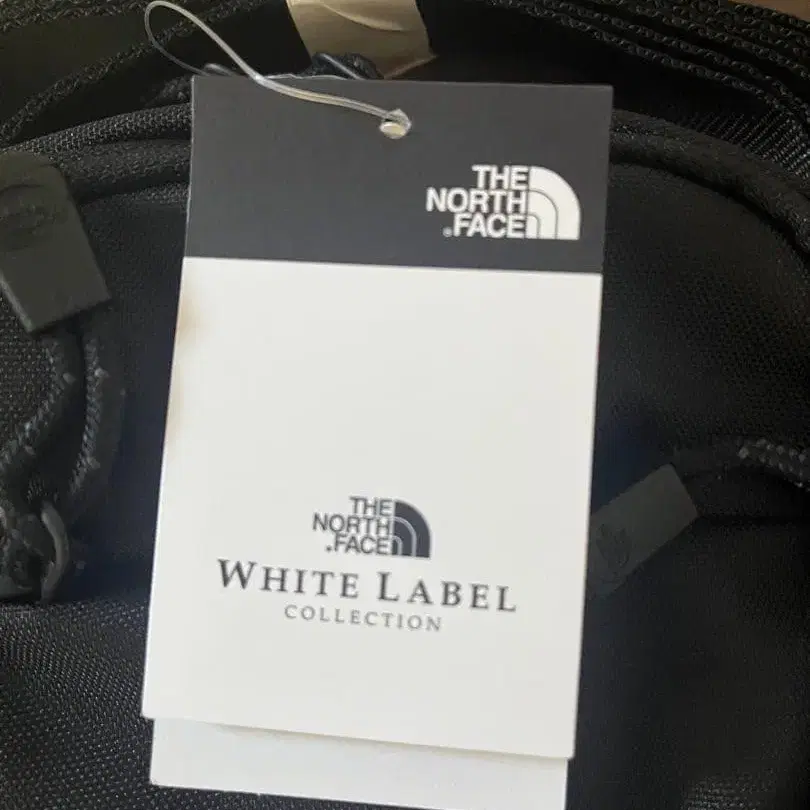 THE
NORTH
.FACE
THE
NORTH
.FACE
WHITE LABEL
COLLECTION